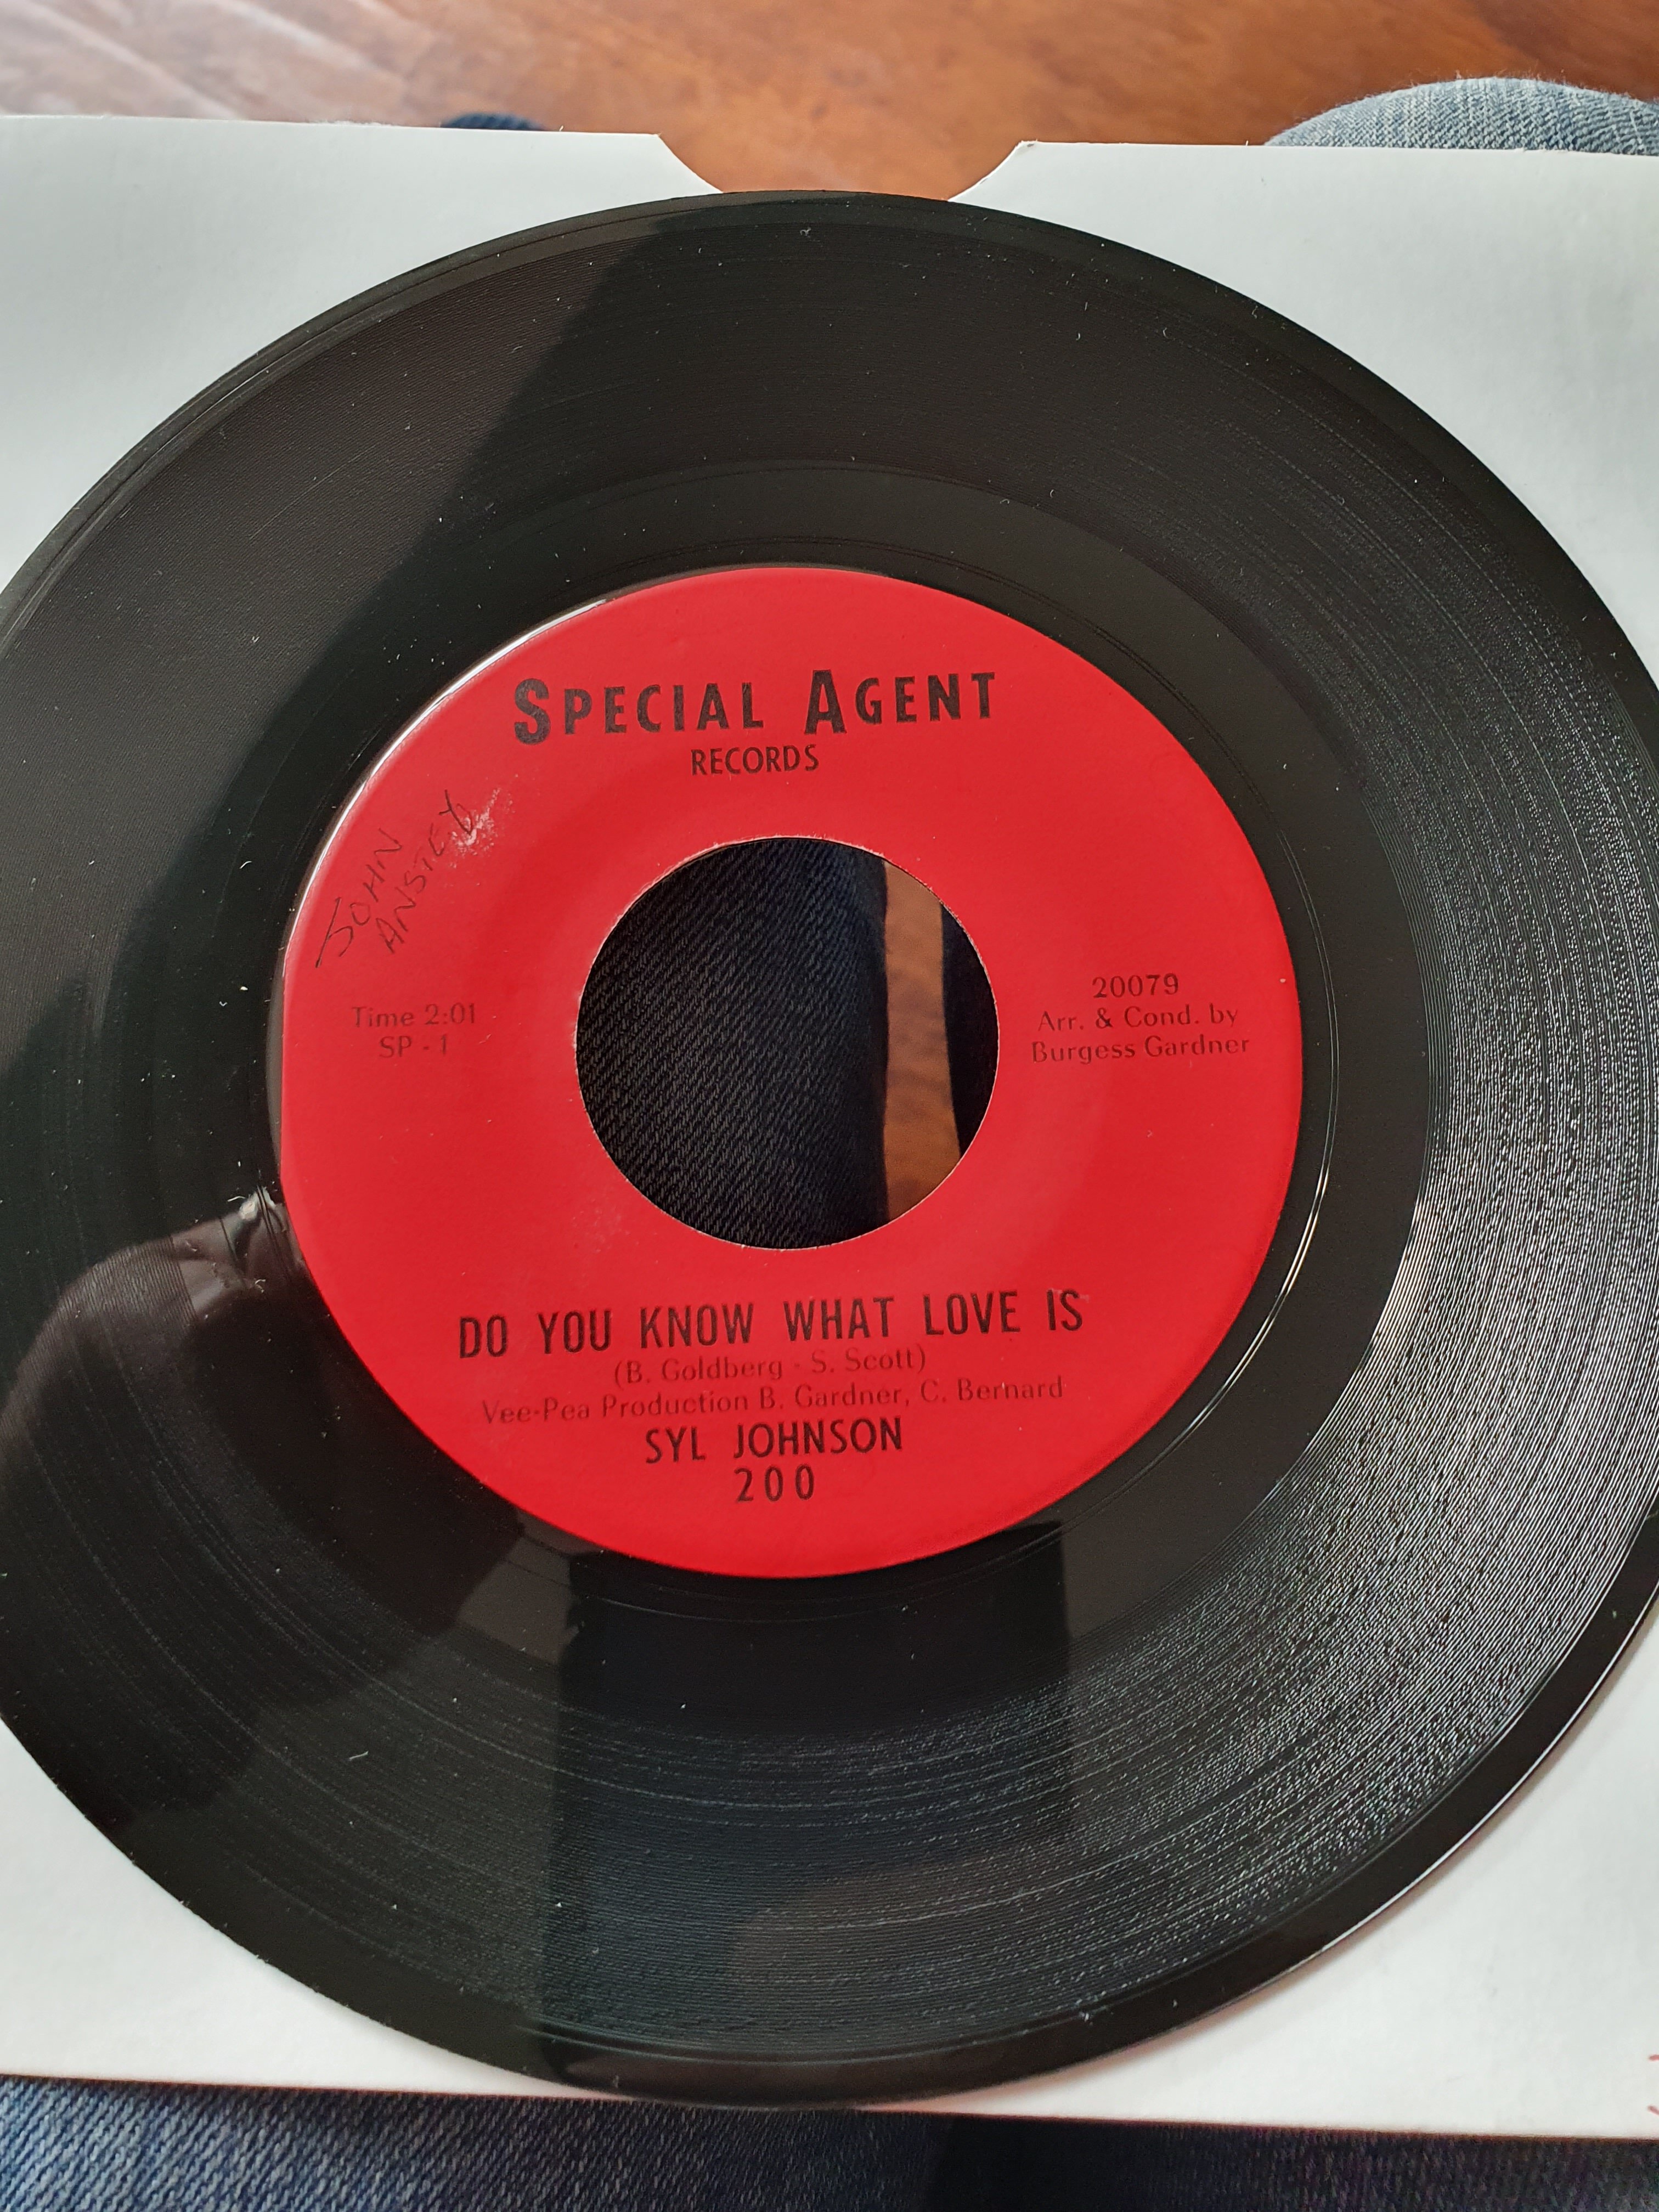 SPECIAL AGENT
RECORDS
JOHN
ANSTEY
Time 2:01
SP - 1
20079
Arr. & Cond. by
Burgess Gardner
DO YOU KNOW WHAT LOVE IS
(B. Goldberg - S. Scott)
Vee-Pea Production B. Gardner, C. Bernard
SYL JOHNSON
200